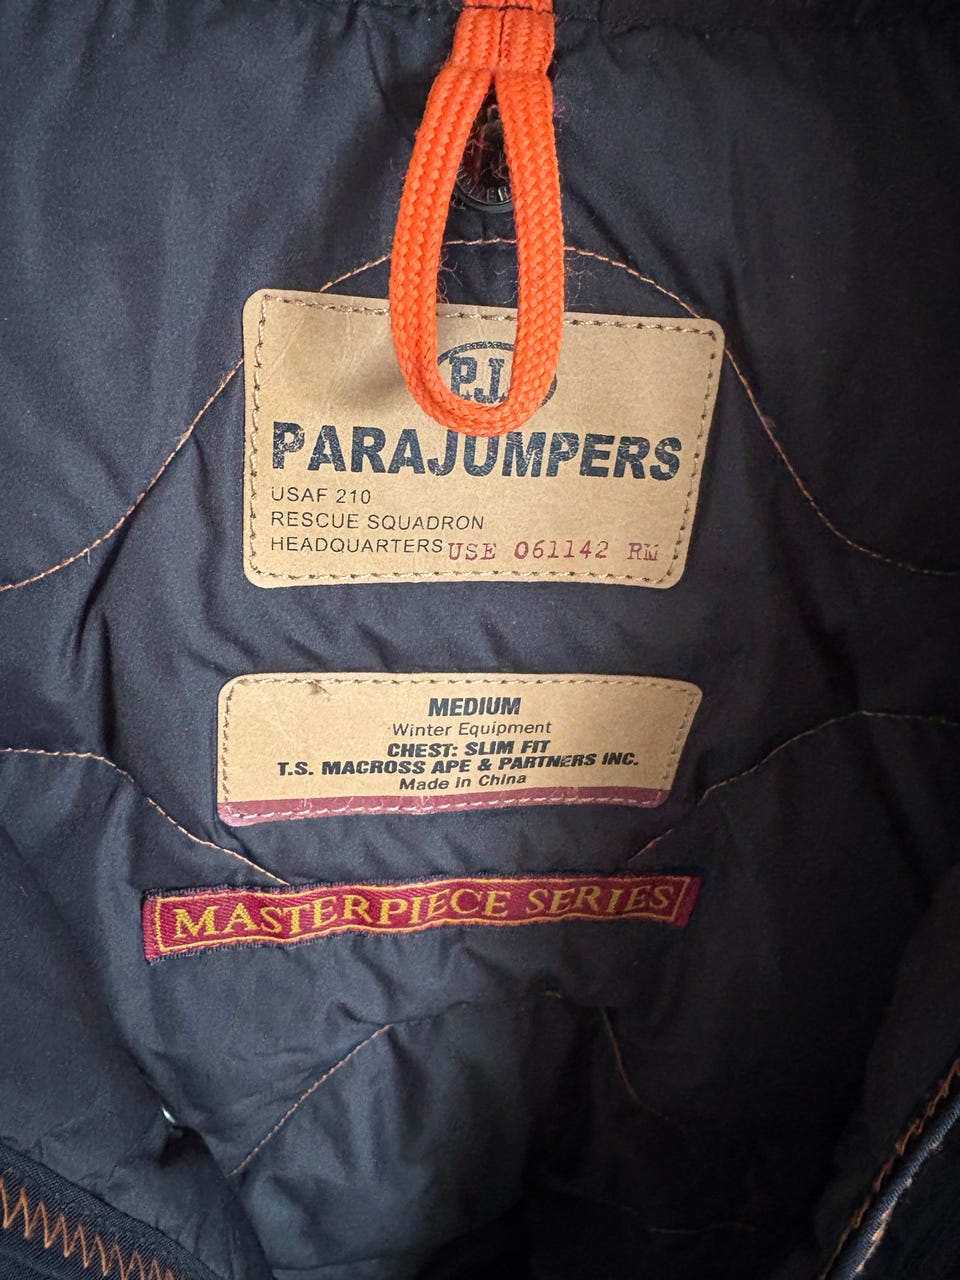 P.J.
PARAJUMPERS
USAF 210
RESCUE SQUADRON
HEADQUARTERS USE 061142 RM
MEDIUM
Winter Equipment
CHEST: SLIM FIT
T.S. MACROSS APE & PARTNERS INC.
Made in China
MASTERPIECE SERIES